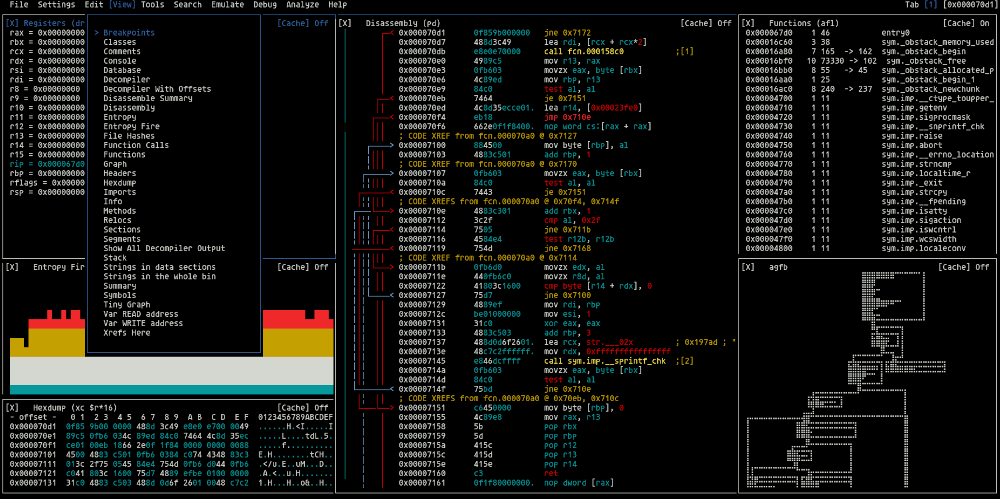 File Settings Edit [View] Tools Search Emulate Debug Analyze Help Tab [1] [0x000070d1]
[X] Registers (dr
rax = 0x00000000
rbx = 0x00000000
rcx = 0x00000000
rdx = 0x00000000
rsi = 0x00000000
rdi = 0x00000000
r8 = 0x00000000
r9 = 0x00000000
r10 = 0x00000000
r11 = 0x00000000
r12 = 0x00000000
r13 = 0x00000000
r14 = 0x00000000
r15 = 0x00000000
rip = 0x000067d0
rbp = 0x00000000
rflags = 0x00000000
rsp = 0x00000000
[Cache] Off
> Breakpoints
Classes
Comments
Console
Database
Decompiler
Decompiler With Offsets
Disassemble Summary
Disassembly
Entropy
Entropy Fire
File Hashes
Function Calls
Functions
Graph
Headers
Hexdump
Imports
Info
Methods
Relocs
Sections
Segments
Show All Decompiler Output
Stack
Strings in data sections
Strings in the whole bin
Summary
Symbols
Tiny Graph
Var READ address
Var WRITE address
Xrefs Here
[X] Entropy Fir
[Cache] Off
[X] Hexdump (xc $r*16) [Cache] Off
- offset - 0 1 2 3 4 5 6 7 8 9 A B C D E F 0123456789ABCDEF
0x000070d1 0f85 9b00 0000 488d 3c49 e8e0 e700 0049 ......H.<I.....I
0x000070e1 89c5 0fb6 034c 89ed 84c0 7464 4c8d 35ec .....L....tdL.5.
0x000070f1 ce01 00eb 1866 2e0f 1f84 0000 0000 0088
0x00007101 4500 4883 c501 0fb6 0384 c074 4348 83c3 E.H........tCH..
0x00007111 013c 2f75 0545 84e4 754d 0fb6 d044 0fb6 .</u.E..uM...D..
0x00007121 c041 803c 1600 75d7 4889 efbe 0100 0000 .A.<..u.H.......
0x00007131 31c0 4883 c503 488d 0d6f 2601 0048 c7c2 1.H...H..o&..H..
[X] Disassembly (pd) [Cache] Off
0x000070d1 0f859b000000 jne 0x7172
0x000070d7 488d3c49 lea rdi, [rcx + rcx*2]
0x000070db e8e0e70000 call fcn.000158c0 ;[1]
0x000070e0 4989c5 mov r13, rax
0x000070e3 0fb603 movzx eax, byte [rbx]
0x000070e6 4c89ed mov rbp, r13
0x000070e9 84c0 test al, al
0x000070eb 7464 je 0x7151
0x000070ed 4c8d35ecce01. lea r14, [0x00023fe0]
0x000070f4 eb18 jmp 0x710e
0x000070f6 662e0f1f8400. nop word cs:[rax + rax]
; CODE XREF from fcn.000070a0 @ 0x7127
0x00007100 884500 mov byte [rbp], al
0x00007103 4883c501 add rbp, 1
; CODE XREF from fcn.000070a0 @ 0x7170
0x00007107 0fb603 movzx eax, byte [rbx]
0x0000710a 84c0 test al, al
0x0000710c 7443 je 0x7151
; CODE XREFS from fcn.000070a0 @ 0x70f4, 0x714f
0x0000710e 4883c301 add rbx, 1
0x00007112 3c2f cmp al, 0x2f
0x00007114 7505 jne 0x711b
0x00007116 4584e4 test r12b, r12b
0x00007119 754d jne 0x7168
; CODE XREF from fcn.000070a0 @ 0x7114
0x0000711b 0fb6d0 movzx edx, al
0x0000711e 440fb6c0 movzx r8d, al
0x00007122 41803c1600 cmp byte [r14 + rdx], 0
0x00007127 75d7 jne 0x7100
0x00007129 4889ef mov rdi, rbp
0x0000712c be01000000 mov esi, 1
0x00007131 31c0 xor eax, eax
0x00007133 4883c503 add rbp, 3
0x00007137 488d0d6f2601. lea rcx, str.___02x ; 0x197ad ; "
0x0000713e 48c7c2ffffff. mov rdx, 0xffffffffffffffff
0x00007145 e846dcffff call sym.imp.__sprintf_chk ;[2]
0x0000714a 0fb603 movzx eax, byte [rbx]
0x0000714d 84c0 test al, al
0x0000714f 75bd jne 0x710e
; CODE XREFS from fcn.000070a0 @ 0x70eb, 0x710c
0x00007151 c6450000 mov byte [rbp], 0
0x00007155 4c89e8 mov rax, r13
0x00007158 5b pop rbx
0x00007159 5d pop rbp
0x0000715a 415c pop r12
0x0000715c 415d pop r13
0x0000715e 415e pop r14
0x00007160 c3 ret
0x00007161 0f1f80000000. nop dword [rax]
[X] Functions (afl) [Cache] On
0x000067d0 1 46 entry0
0x00016c60 3 38 sym._obstack_memory_used
0x00016a80 7 165 -> 162 sym._obstack_begin
0x00016bf0 10 73330 -> 102 sym._obstack_free
0x00016bb0 8 55 -> 45 sym._obstack_allocated_p
0x00016aa0 1 25 sym._obstack_begin_1
0x00016ac0 8 240 -> 237 sym._obstack_newchunk
0x00004700 1 11 sym.imp.__ctype_toupper_
0x00004710 1 11 sym.imp.getenv
0x00004720 1 11 sym.imp.sigprocmask
0x00004730 1 11 sym.imp.__snprintf_chk
0x00004740 1 11 sym.imp.raise
0x00004750 1 11 sym.imp.abort
0x00004760 1 11 sym.imp.__errno_location
0x00004770 1 11 sym.imp.strncmp
0x00004780 1 11 sym.imp.localtime_r
0x00004790 1 11 sym.imp._exit
0x000047a0 1 11 sym.imp.strcpy
0x000047b0 1 11 sym.imp.__fpending
0x000047c0 1 11 sym.imp.isatty
0x000047d0 1 11 sym.imp.sigaction
0x000047e0 1 11 sym.imp.iswcntrl
0x000047f0 1 11 sym.imp.wcswidth
0x00004800 1 11 sym.imp.localeconv
[X] agfb [Cache] Off